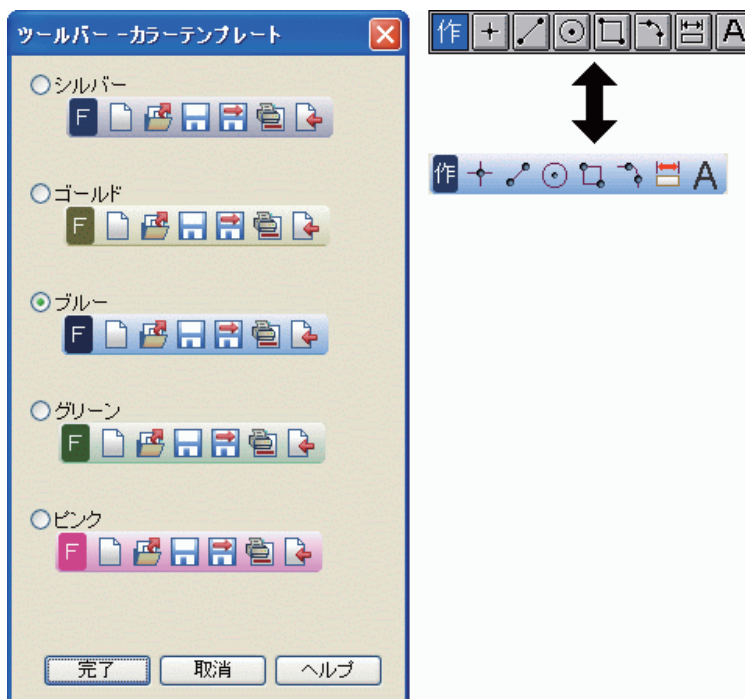 ツールバー -カラーテンプレート
シルバー
F
ゴールド
F
ブルー
F
グリーン
F
ピンク
F
完了 取消 ヘルプ
作 A
作 A